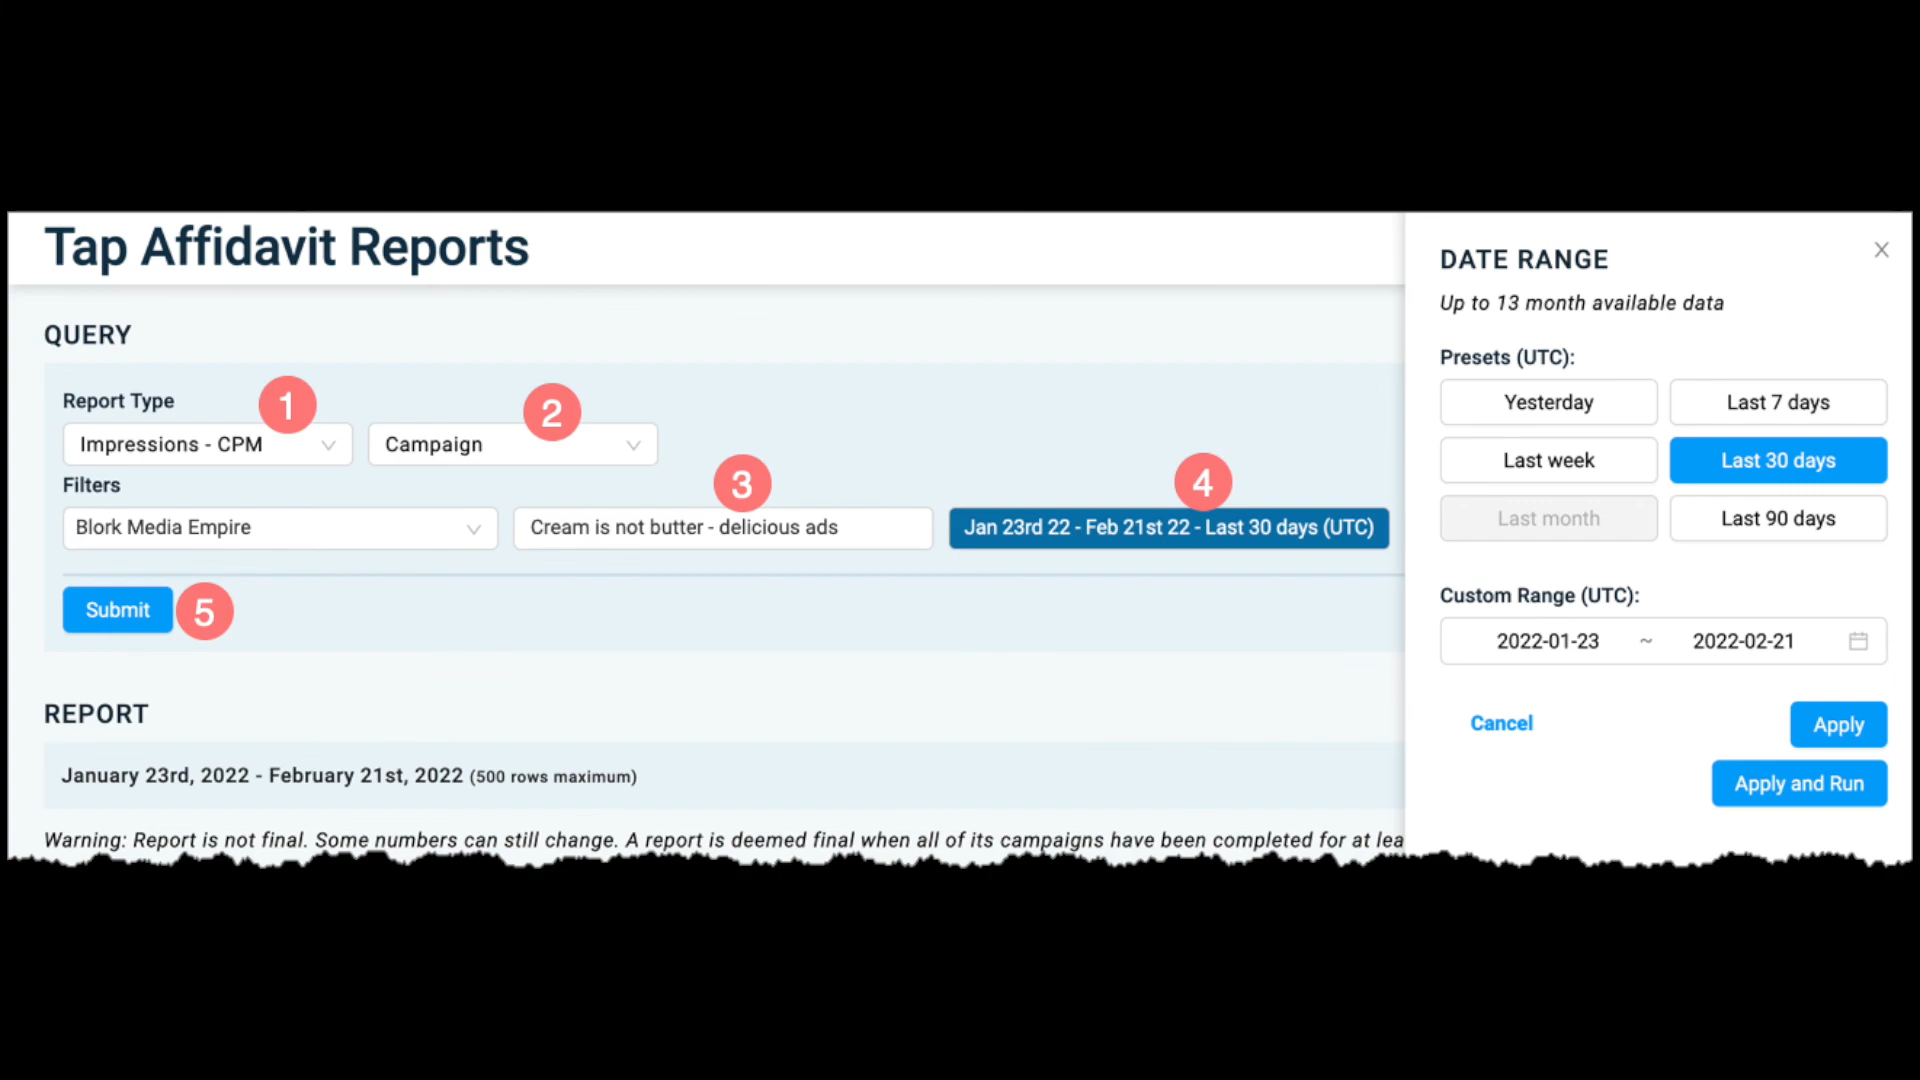 Tap Affidavit Reports
QUERY
Report Type
1
2
Impressions - CPM
Campaign
Filters
3
4
Blork Media Empire
Cream is not butter - delicious ads
Jan 23rd 22 - Feb 21st 22 - Last 30 days (UTC)
Submit
5
REPORT
January 23rd, 2022 - February 21st, 2022 (500 rows maximum)
Warning: Report is not final. Some numbers can still change. A report is deemed final when all of its campaigns have been completed for at lea
DATE RANGE
Up to 13 month available data
Presets (UTC):
Yesterday
Last 7 days
Last week
Last 30 days
Last month
Last 90 days
Custom Range (UTC):
2022-01-23 ~ 2022-02-21
Cancel
Apply
Apply and Run